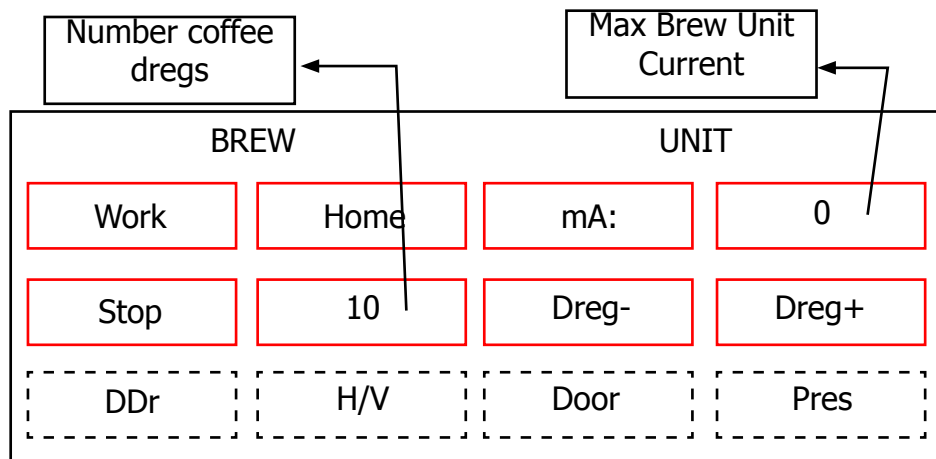 Number coffee
dregs
Max Brew Unit
Current
BREW UNIT
Work Home mA: 0
Stop 10 Dreg- Dreg+
DDr H/V Door Pres